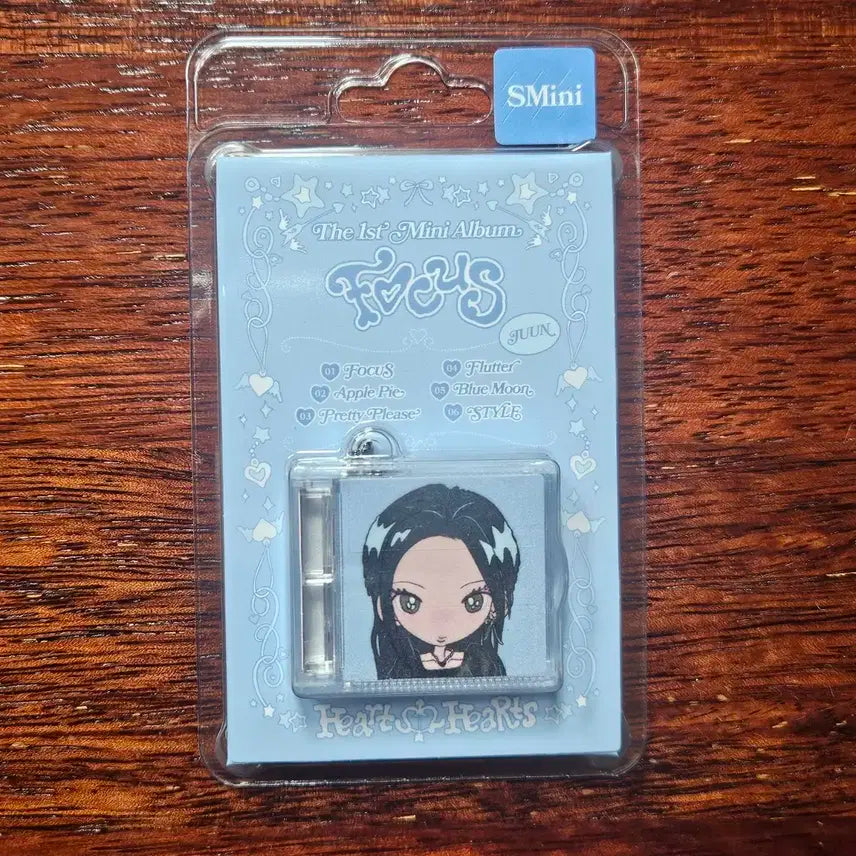 SMini
The 1st Mini Album
Focus
JUUN
01 FOCUS
02 Apple Pie
03 Pretty Please
04 Flutter
05 Blue Moon
06 STYLE
Hearts2Hearts